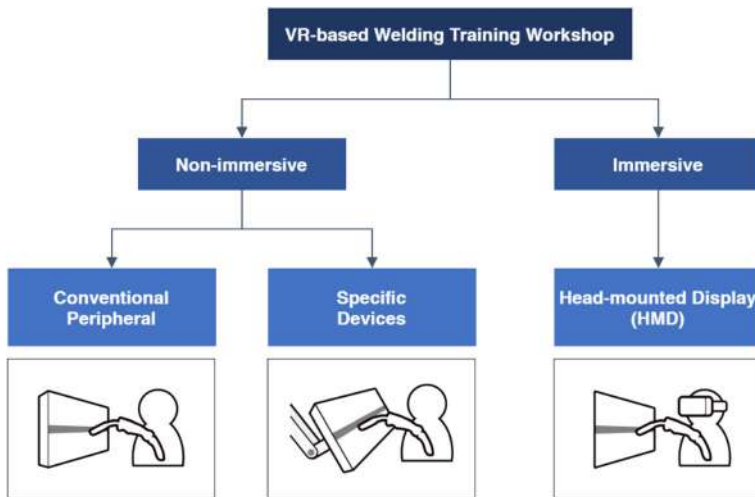 VR-based Welding Training Workshop
Non-immersive
Immersive
Conventional
Peripheral
Specific
Devices
Head-mounted Display
(HMD)